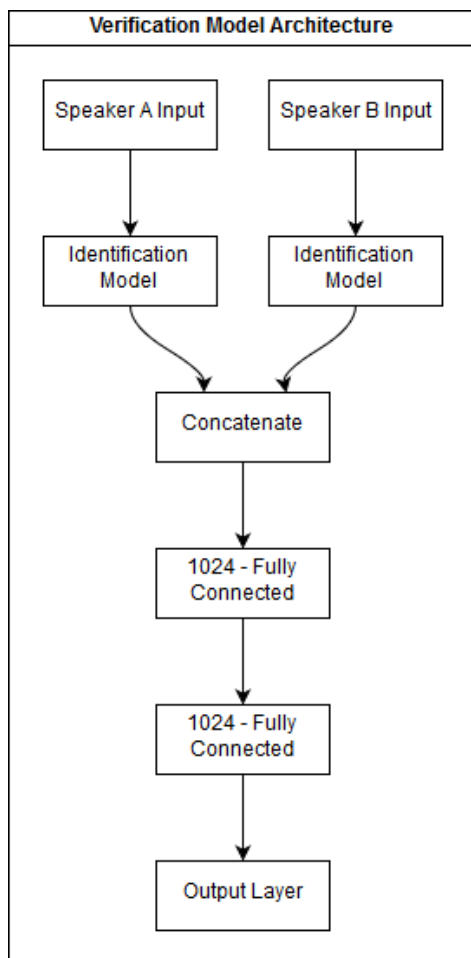 Verification Model Architecture
Speaker A Input
Speaker B Input
Identification
Model
Identification
Model
Concatenate
1024 - Fully
Connected
1024 - Fully
Connected
Output Layer